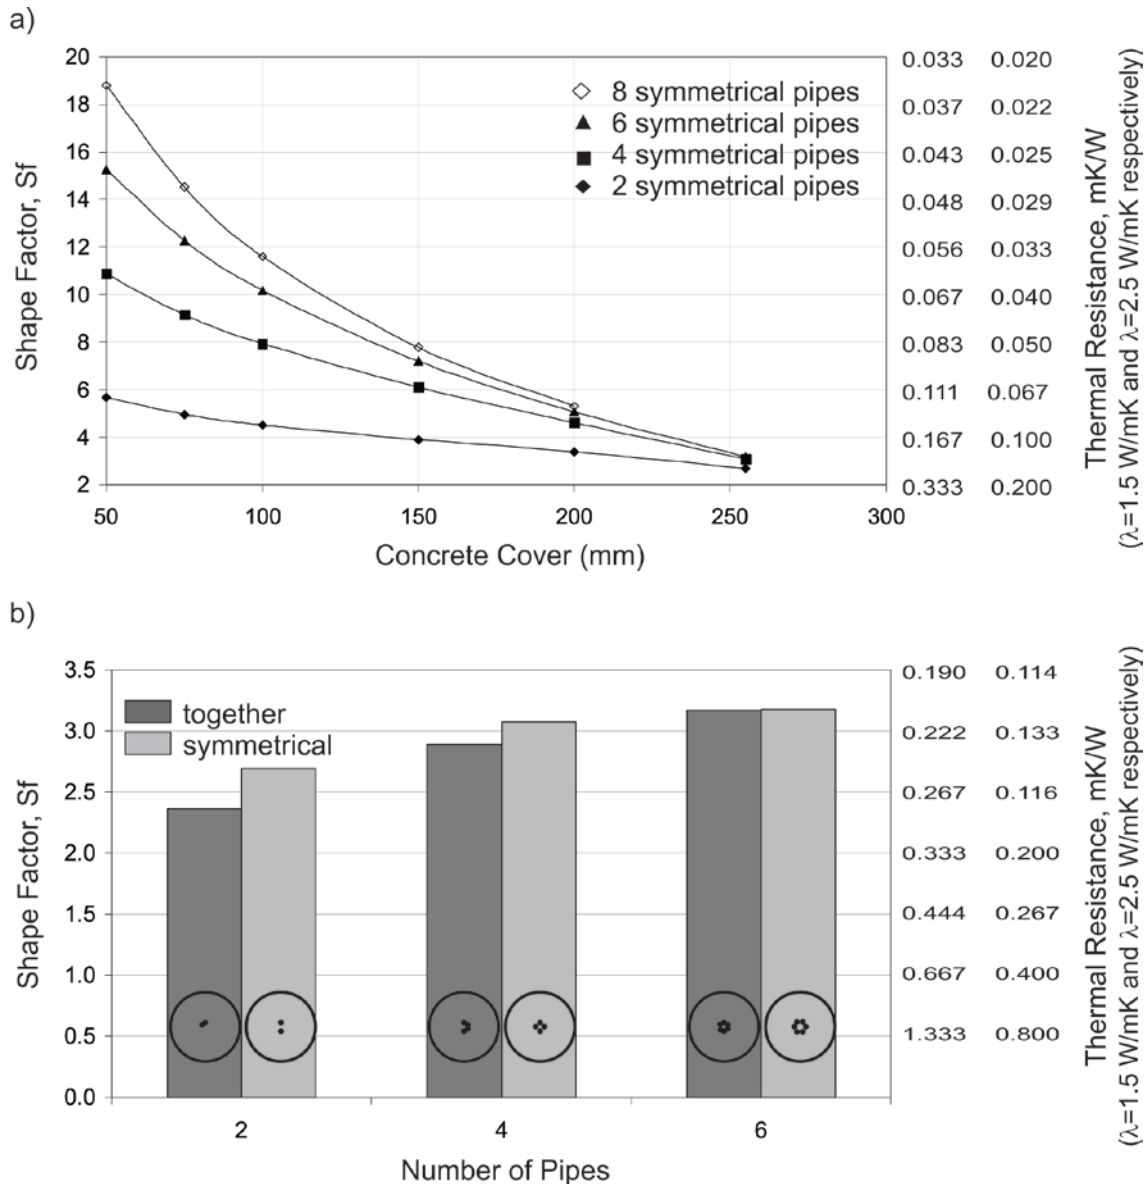 a)
Shape Factor, Sf
20
18
16
14
12
10
8
6
4
2
50
100
150
200
250
300
Concrete Cover (mm)
8 symmetrical pipes
6 symmetrical pipes
4 symmetrical pipes
2 symmetrical pipes
0.033 0.020
0.037 0.022
0.043 0.025
0.048 0.029
0.056 0.033
0.067 0.040
0.083 0.050
0.111 0.067
0.167 0.100
0.333 0.200
Thermal Resistance, mK/W
(λ=1.5 W/mK and λ=2.5 W/mK respectively)
b)
Shape Factor, Sf
3.5
3.0
2.5
2.0
1.5
1.0
0.5
0.0
together
symmetrical
2
4
6
Number of Pipes
0.190 0.114
0.222 0.133
0.267 0.116
0.333 0.200
0.444 0.267
0.667 0.400
1.333 0.800
Thermal Resistance, mK/W
(λ=1.5 W/mK and λ=2.5 W/mK respectively)